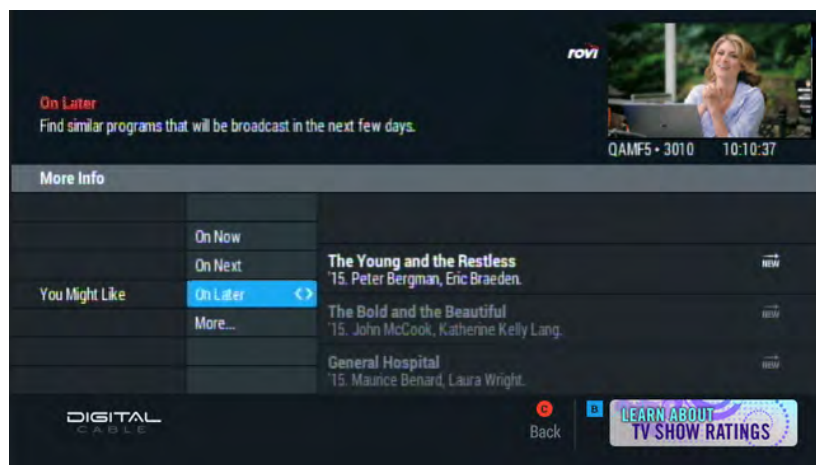 rovi
On Later
Find similar programs that will be broadcast in the next few days.
QAMF5 • 3010 10:10:37
More Info
On Now
On Next
You Might Like
On Later <>
More...
The Young and the Restless NEW
'15. Peter Bergman, Eric Braeden.
The Bold and the Beautiful NEW
'15. John McCook, Katherine Kelly Lang.
General Hospital NEW
'15. Maurice Benard, Laura Wright.
DIGITAL
CABLE
C
Back
B
LEARN ABOUT
TV SHOW RATINGS